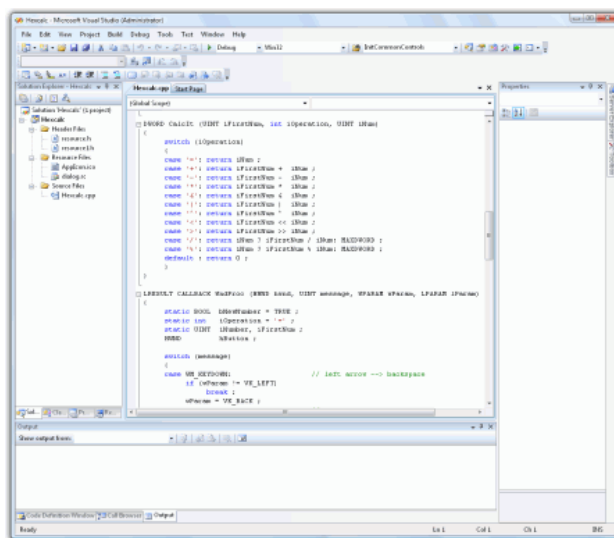 Hexcalc - Microsoft Visual Studio (Administrator)
File Edit View Project Build Debug Tools Test Window Help
Debug Win32 InitCommonControls
Solution Explorer - Hexcalc
Hexcalc.cpp Start Page
Properties
Solution 'Hexcalc' (1 project)
Hexcalc
Header Files
resource.h
resource1.h
Resource Files
AppIcon.ico
dialog.rc
Source Files
Hexcalc.cpp
(Global Scope)
DWORD CalcIt (UINT iFirstNum, int iOperation, UINT iNum)
{
switch (iOperation)
{
case '=': return iNum ;
case '+': return iFirstNum + iNum ;
case '-': return iFirstNum - iNum ;
case '*': return iFirstNum * iNum ;
case '&': return iFirstNum & iNum ;
case '|': return iFirstNum | iNum ;
case '^': return iFirstNum ^ iNum ;
case '<': return iFirstNum << iNum ;
case '>': return iFirstNum >> iNum ;
case '/': return iNum ? iFirstNum / iNum: MAXDWORD ;
case '%': return iNum ? iFirstNum % iNum: MAXDWORD ;
default : return 0 ;
}
}
LRESULT CALLBACK WndProc (HWND hwnd, UINT message, WPARAM wParam, LPARAM lParam)
{
static BOOL bNewNumber = TRUE ;
static int iOperation = '=' ;
static UINT iNumber, iFirstNum ;
HWND hButton ;
switch (message)
{
case WM_KEYDOWN: // left arrow --> backspace
if (wParam != VK_LEFT)
break ;
wParam = VK_BACK ;
Output
Show output from:
Code Definition Window Call Browser Output
Ready Ln 1 Col 1 Ch 1 INS